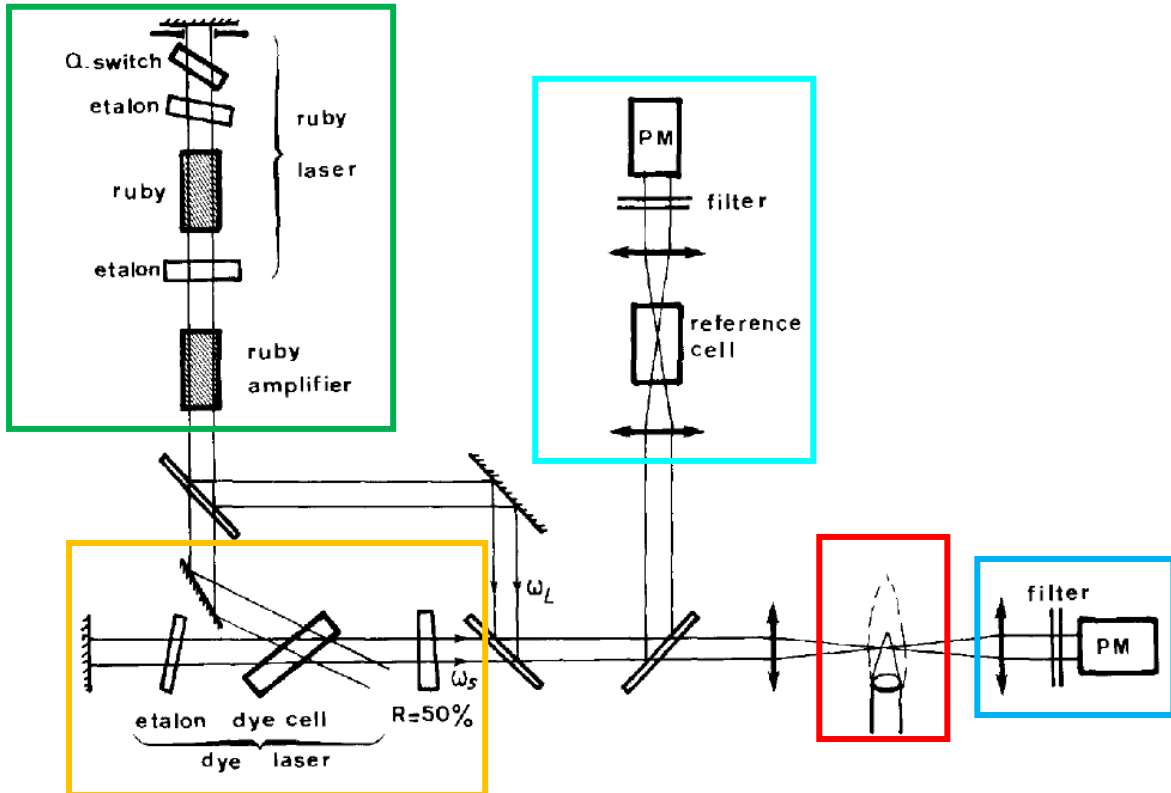 Q.switch
etalon
ruby
laser
ruby
etalon
ruby
amplifier
PM
filter
reference
cell
ω_L
ω_s
etalon dye cell R=50%
dye laser
filter
PM